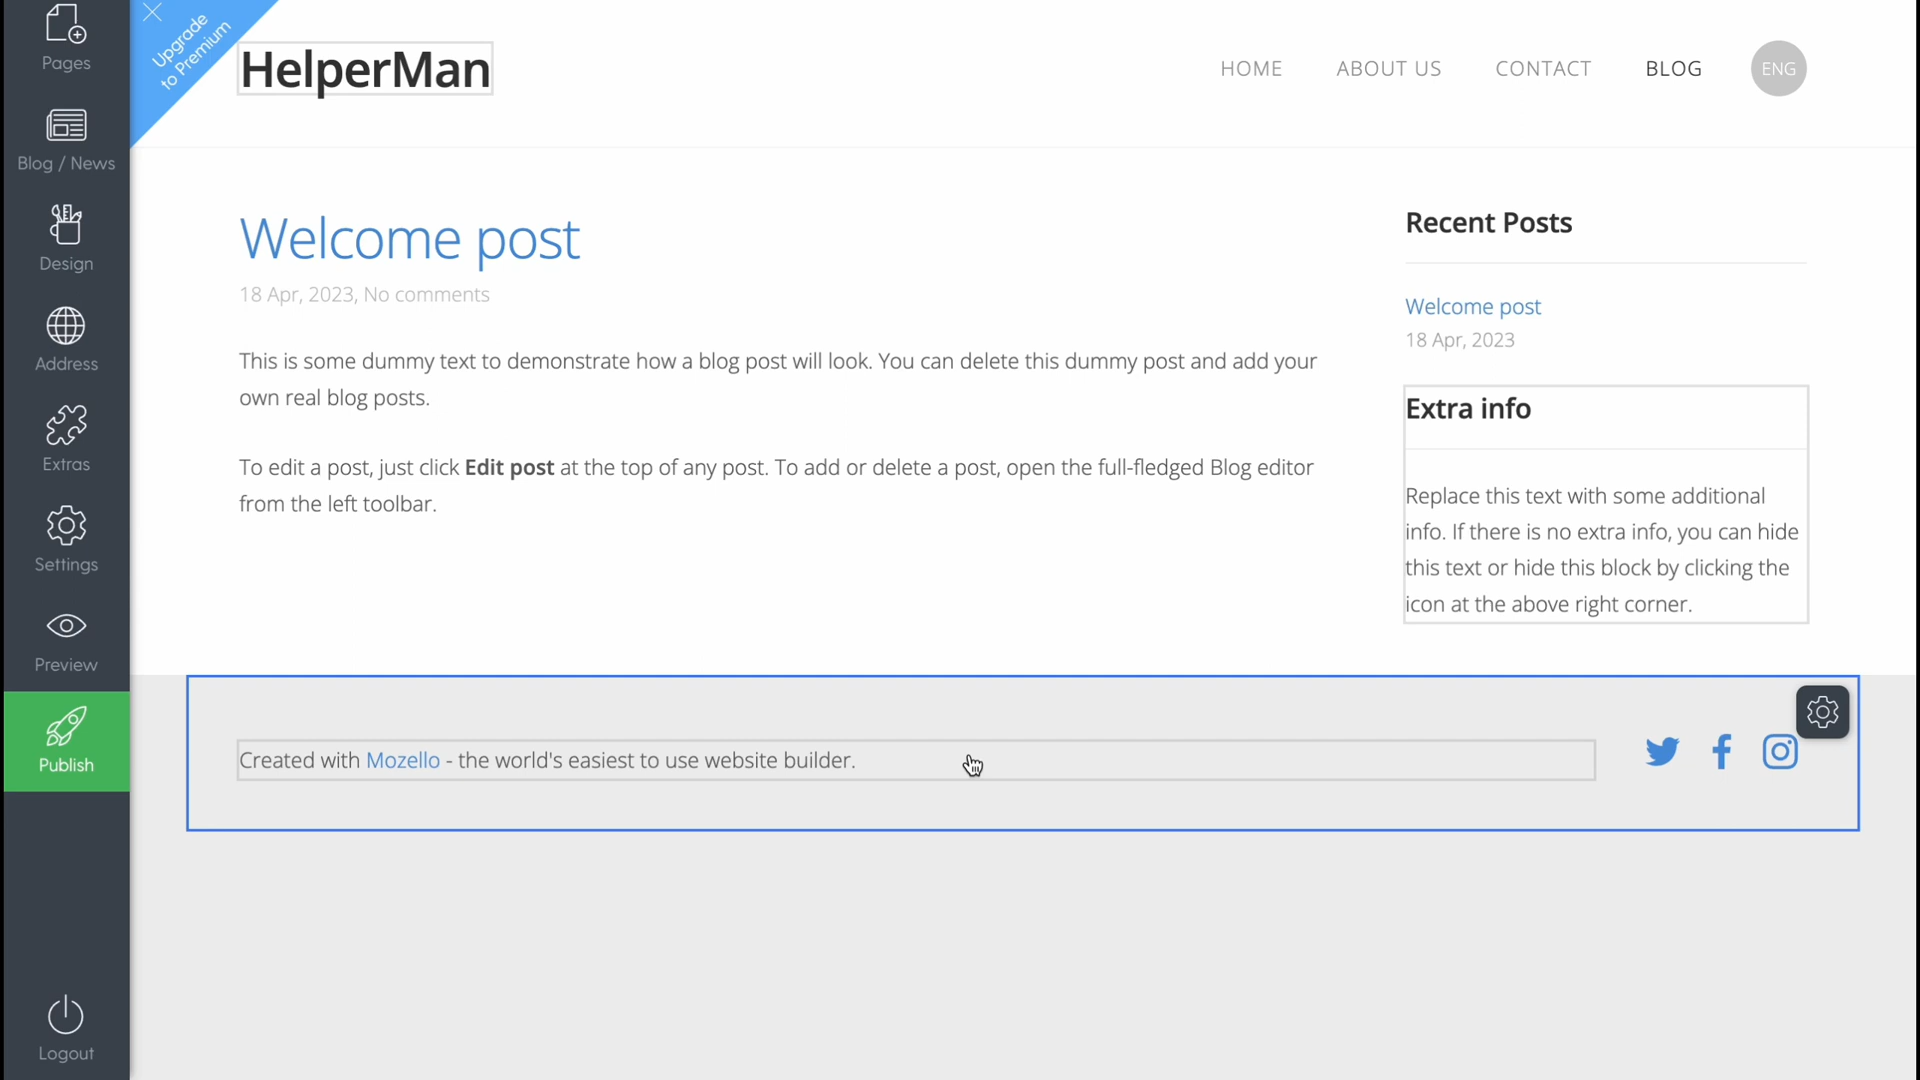 Pages
Blog / News
Design
Address
Extras
Settings
Preview
Publish
Logout
Upgrade
to Premium
HelperMan
HOME
ABOUT US
CONTACT
BLOG
ENG
Welcome post
18 Apr, 2023, No comments
This is some dummy text to demonstrate how a blog post will look. You can delete this dummy post and add your
own real blog posts.
To edit a post, just click Edit post at the top of any post. To add or delete a post, open the full-fledged Blog editor
from the left toolbar.
Recent Posts
Welcome post
18 Apr, 2023
Extra info
Replace this text with some additional
info. If there is no extra info, you can hide
this text or hide this block by clicking the
icon at the above right corner.
Created with Mozello - the world's easiest to use website builder.